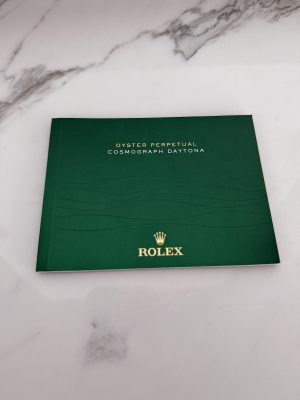 OYSTER PERPETUAL
COSMOGRAPH DAYTONA
ROLEX